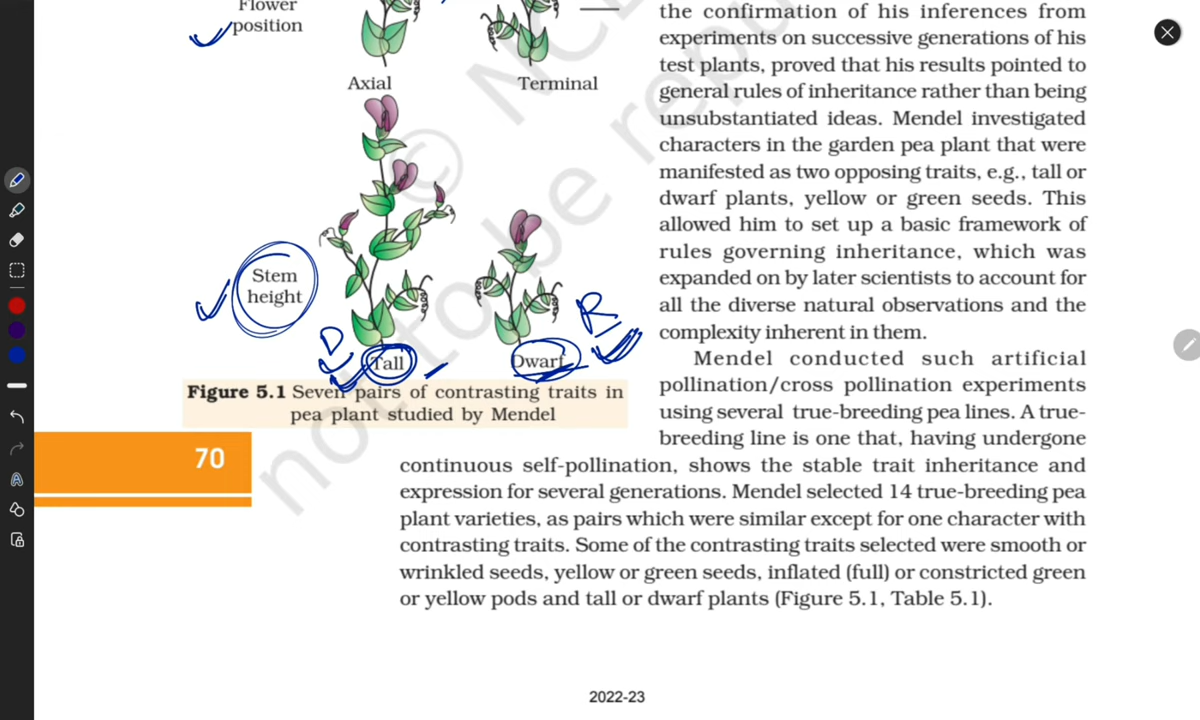 Flower
position
Axial
Terminal
Stem
height
D
Tall
R
Dwarf
Figure 5.1 Seven pairs of contrasting traits in
pea plant studied by Mendel
70
the confirmation of his inferences from
experiments on successive generations of his
test plants, proved that his results pointed to
general rules of inheritance rather than being
unsubstantiated ideas. Mendel investigated
characters in the garden pea plant that were
manifested as two opposing traits, e.g., tall or
dwarf plants, yellow or green seeds. This
allowed him to set up a basic framework of
rules governing inheritance, which was
expanded on by later scientists to account for
all the diverse natural observations and the
complexity inherent in them.
Mendel conducted such artificial
pollination/cross pollination experiments
using several true-breeding pea lines. A true-
breeding line is one that, having undergone
continuous self-pollination, shows the stable trait inheritance and
expression for several generations. Mendel selected 14 true-breeding pea
plant varieties, as pairs which were similar except for one character with
contrasting traits. Some of the contrasting traits selected were smooth or
wrinkled seeds, yellow or green seeds, inflated (full) or constricted green
or yellow pods and tall or dwarf plants (Figure 5.1, Table 5.1).
2022-23
© NC
not to be repu